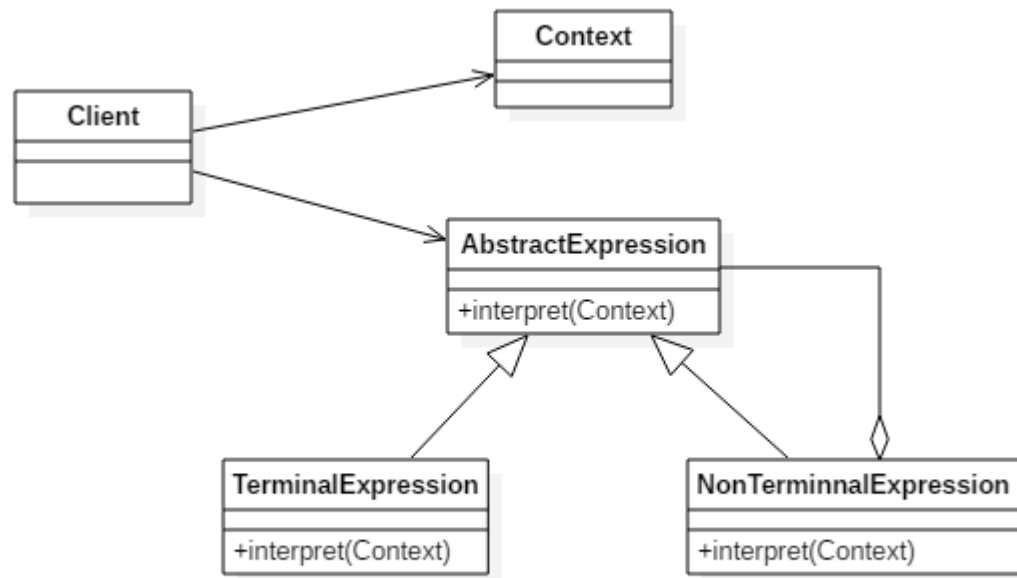 Context
Client
AbstractExpression
+interpret(Context)
TerminalExpression
+interpret(Context)
NonTerminnalExpression
+interpret(Context)